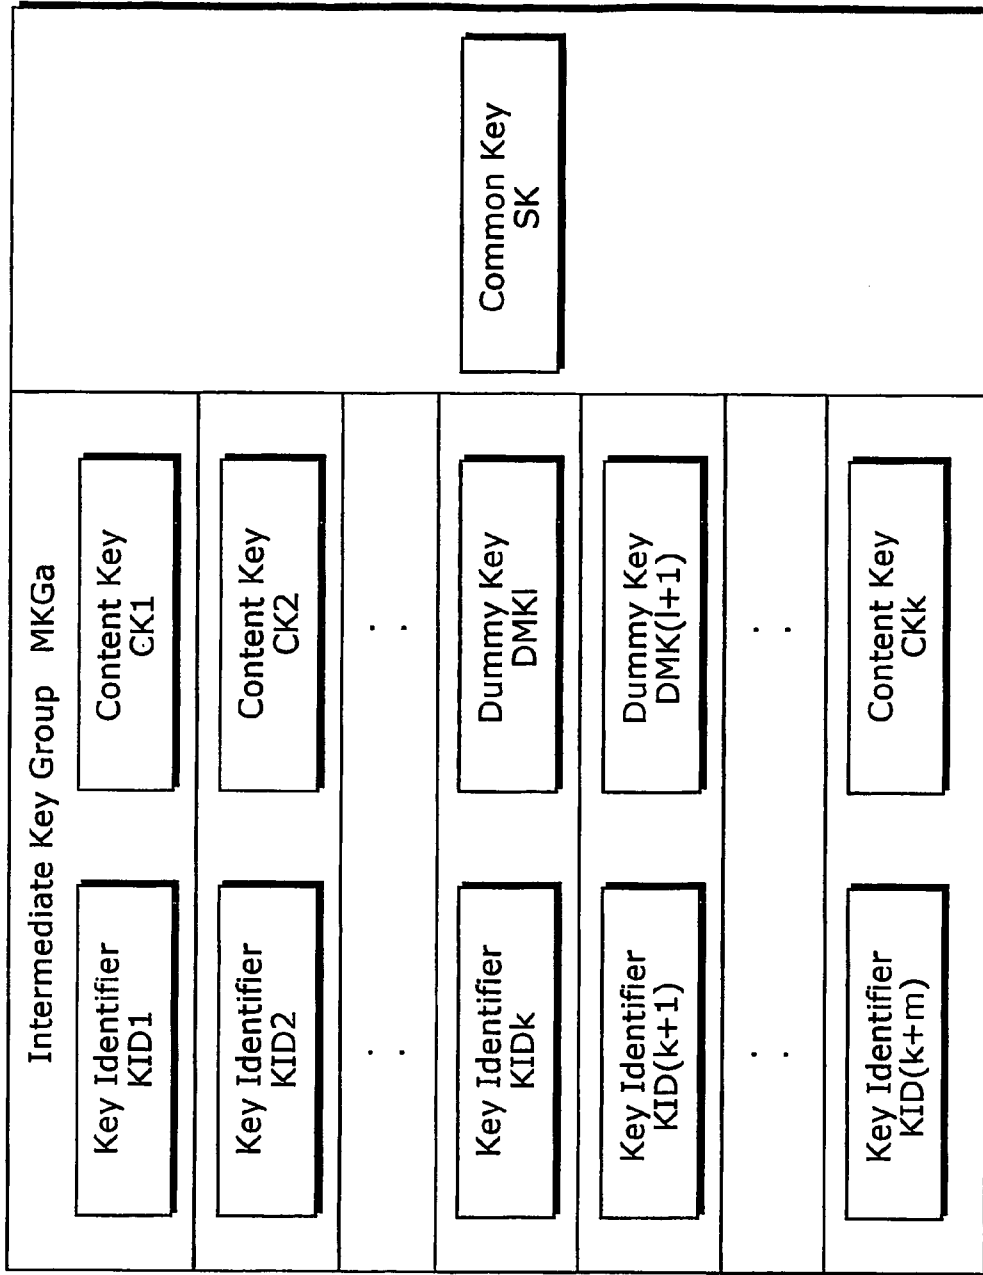 Intermediate Key Group MKGa
Key Identifier
KID1
Content Key
CK1
Key Identifier
KID2
Content Key
CK2
. .
. .
Key Identifier
KIDk
Dummy Key
DMKl
Key Identifier
KID(k+1)
Dummy Key
DMK(l+1)
. .
. .
Key Identifier
KID(k+m)
Content Key
CKk
Common Key
SK